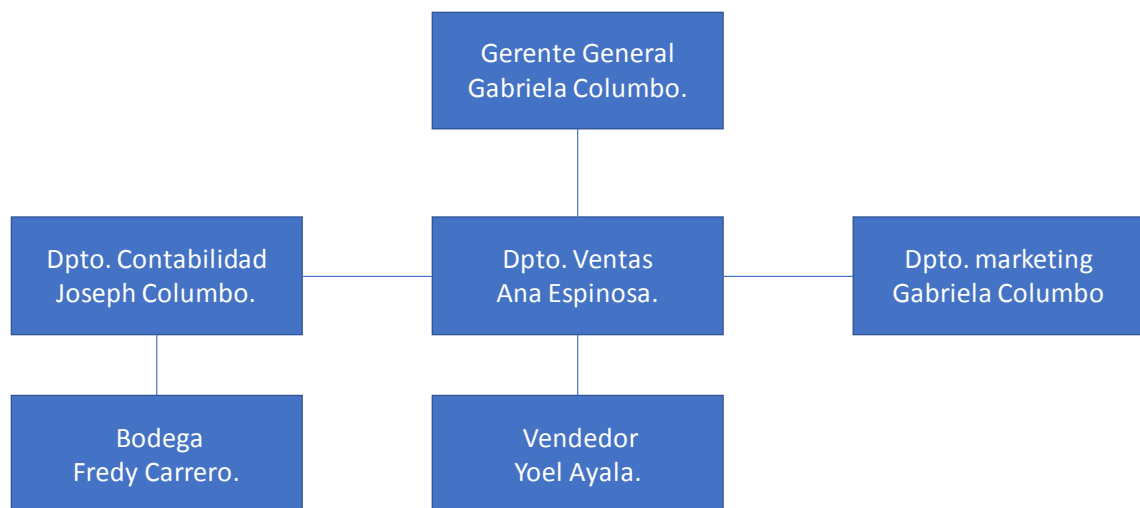 Gerente General
Gabriela Columbo.
Dpto. Contabilidad
Joseph Columbo.
Dpto. Ventas
Ana Espinosa.
Dpto. marketing
Gabriela Columbo
Bodega
Fredy Carrero.
Vendedor
Yoel Ayala.